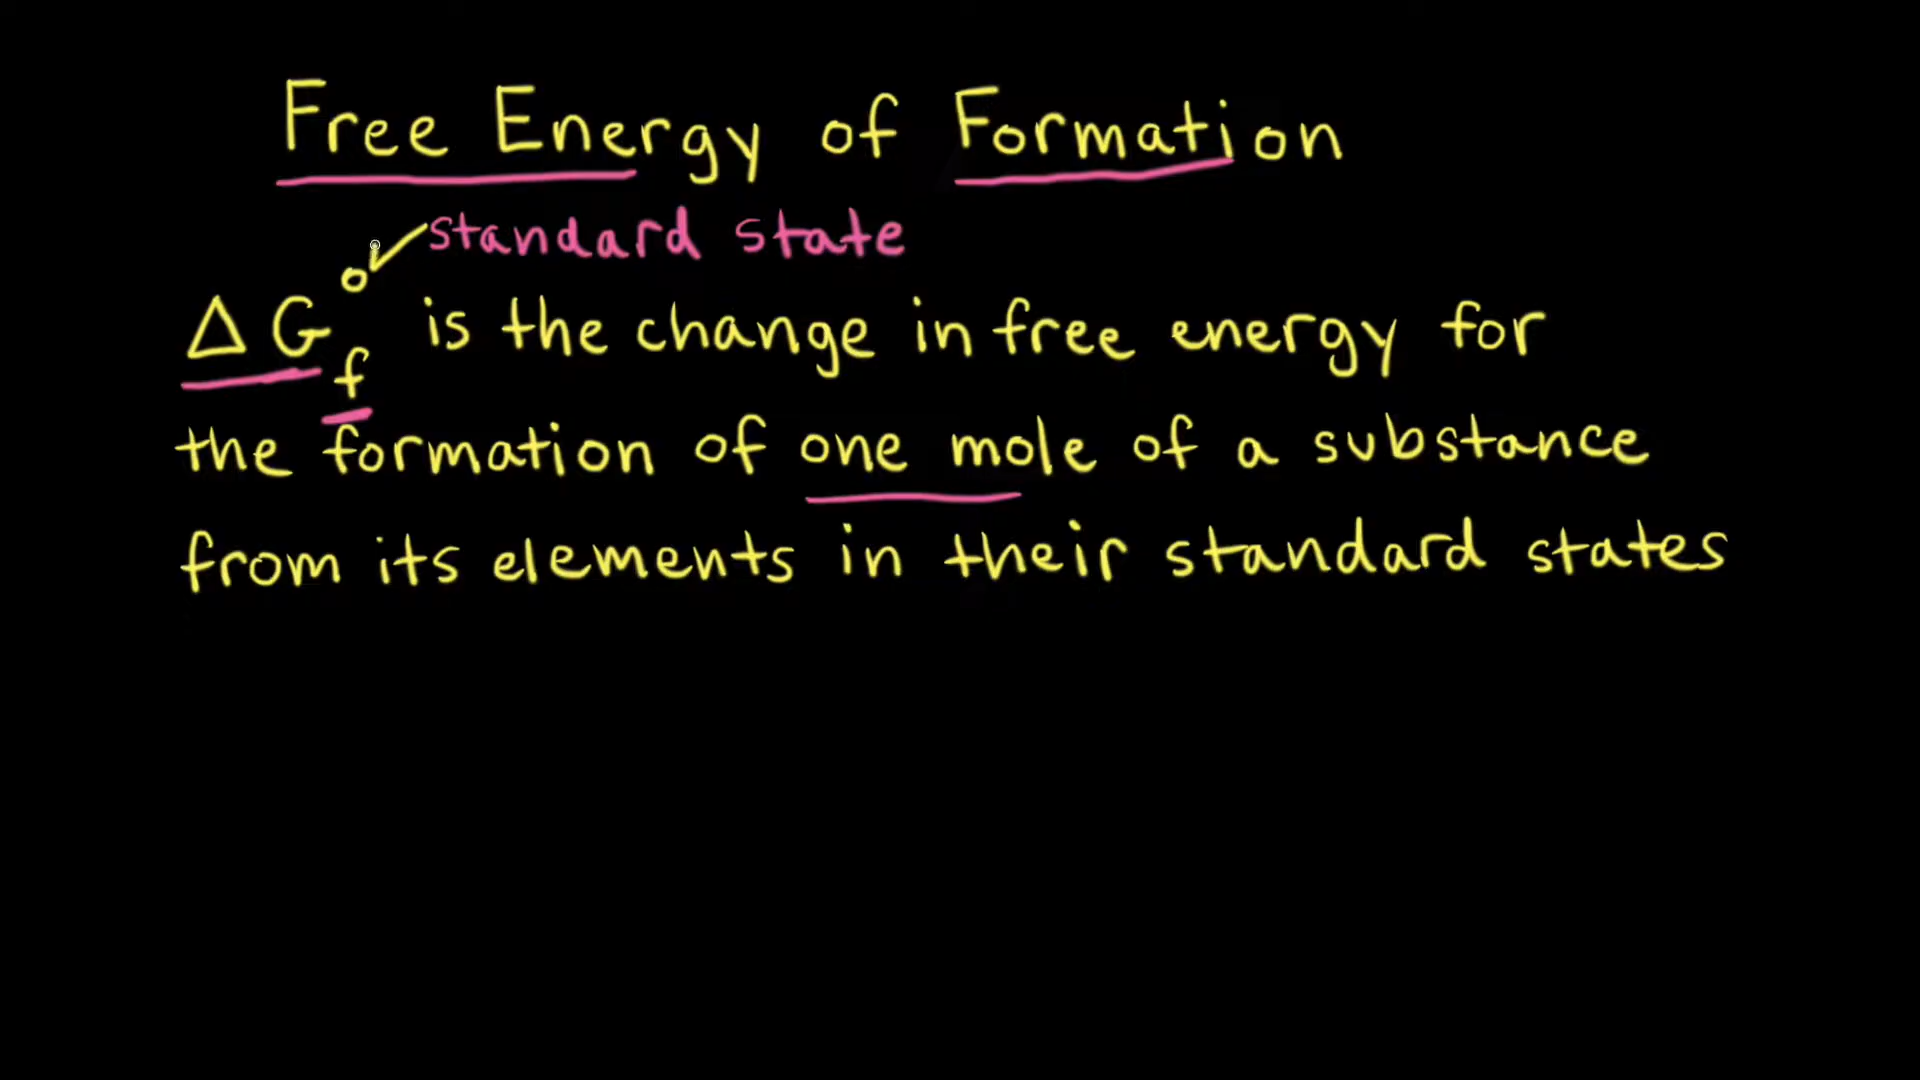 Free Energy of Formation
standard state
ΔG°f is the change in free energy for
the formation of one mole of a substance
from its elements in their standard states